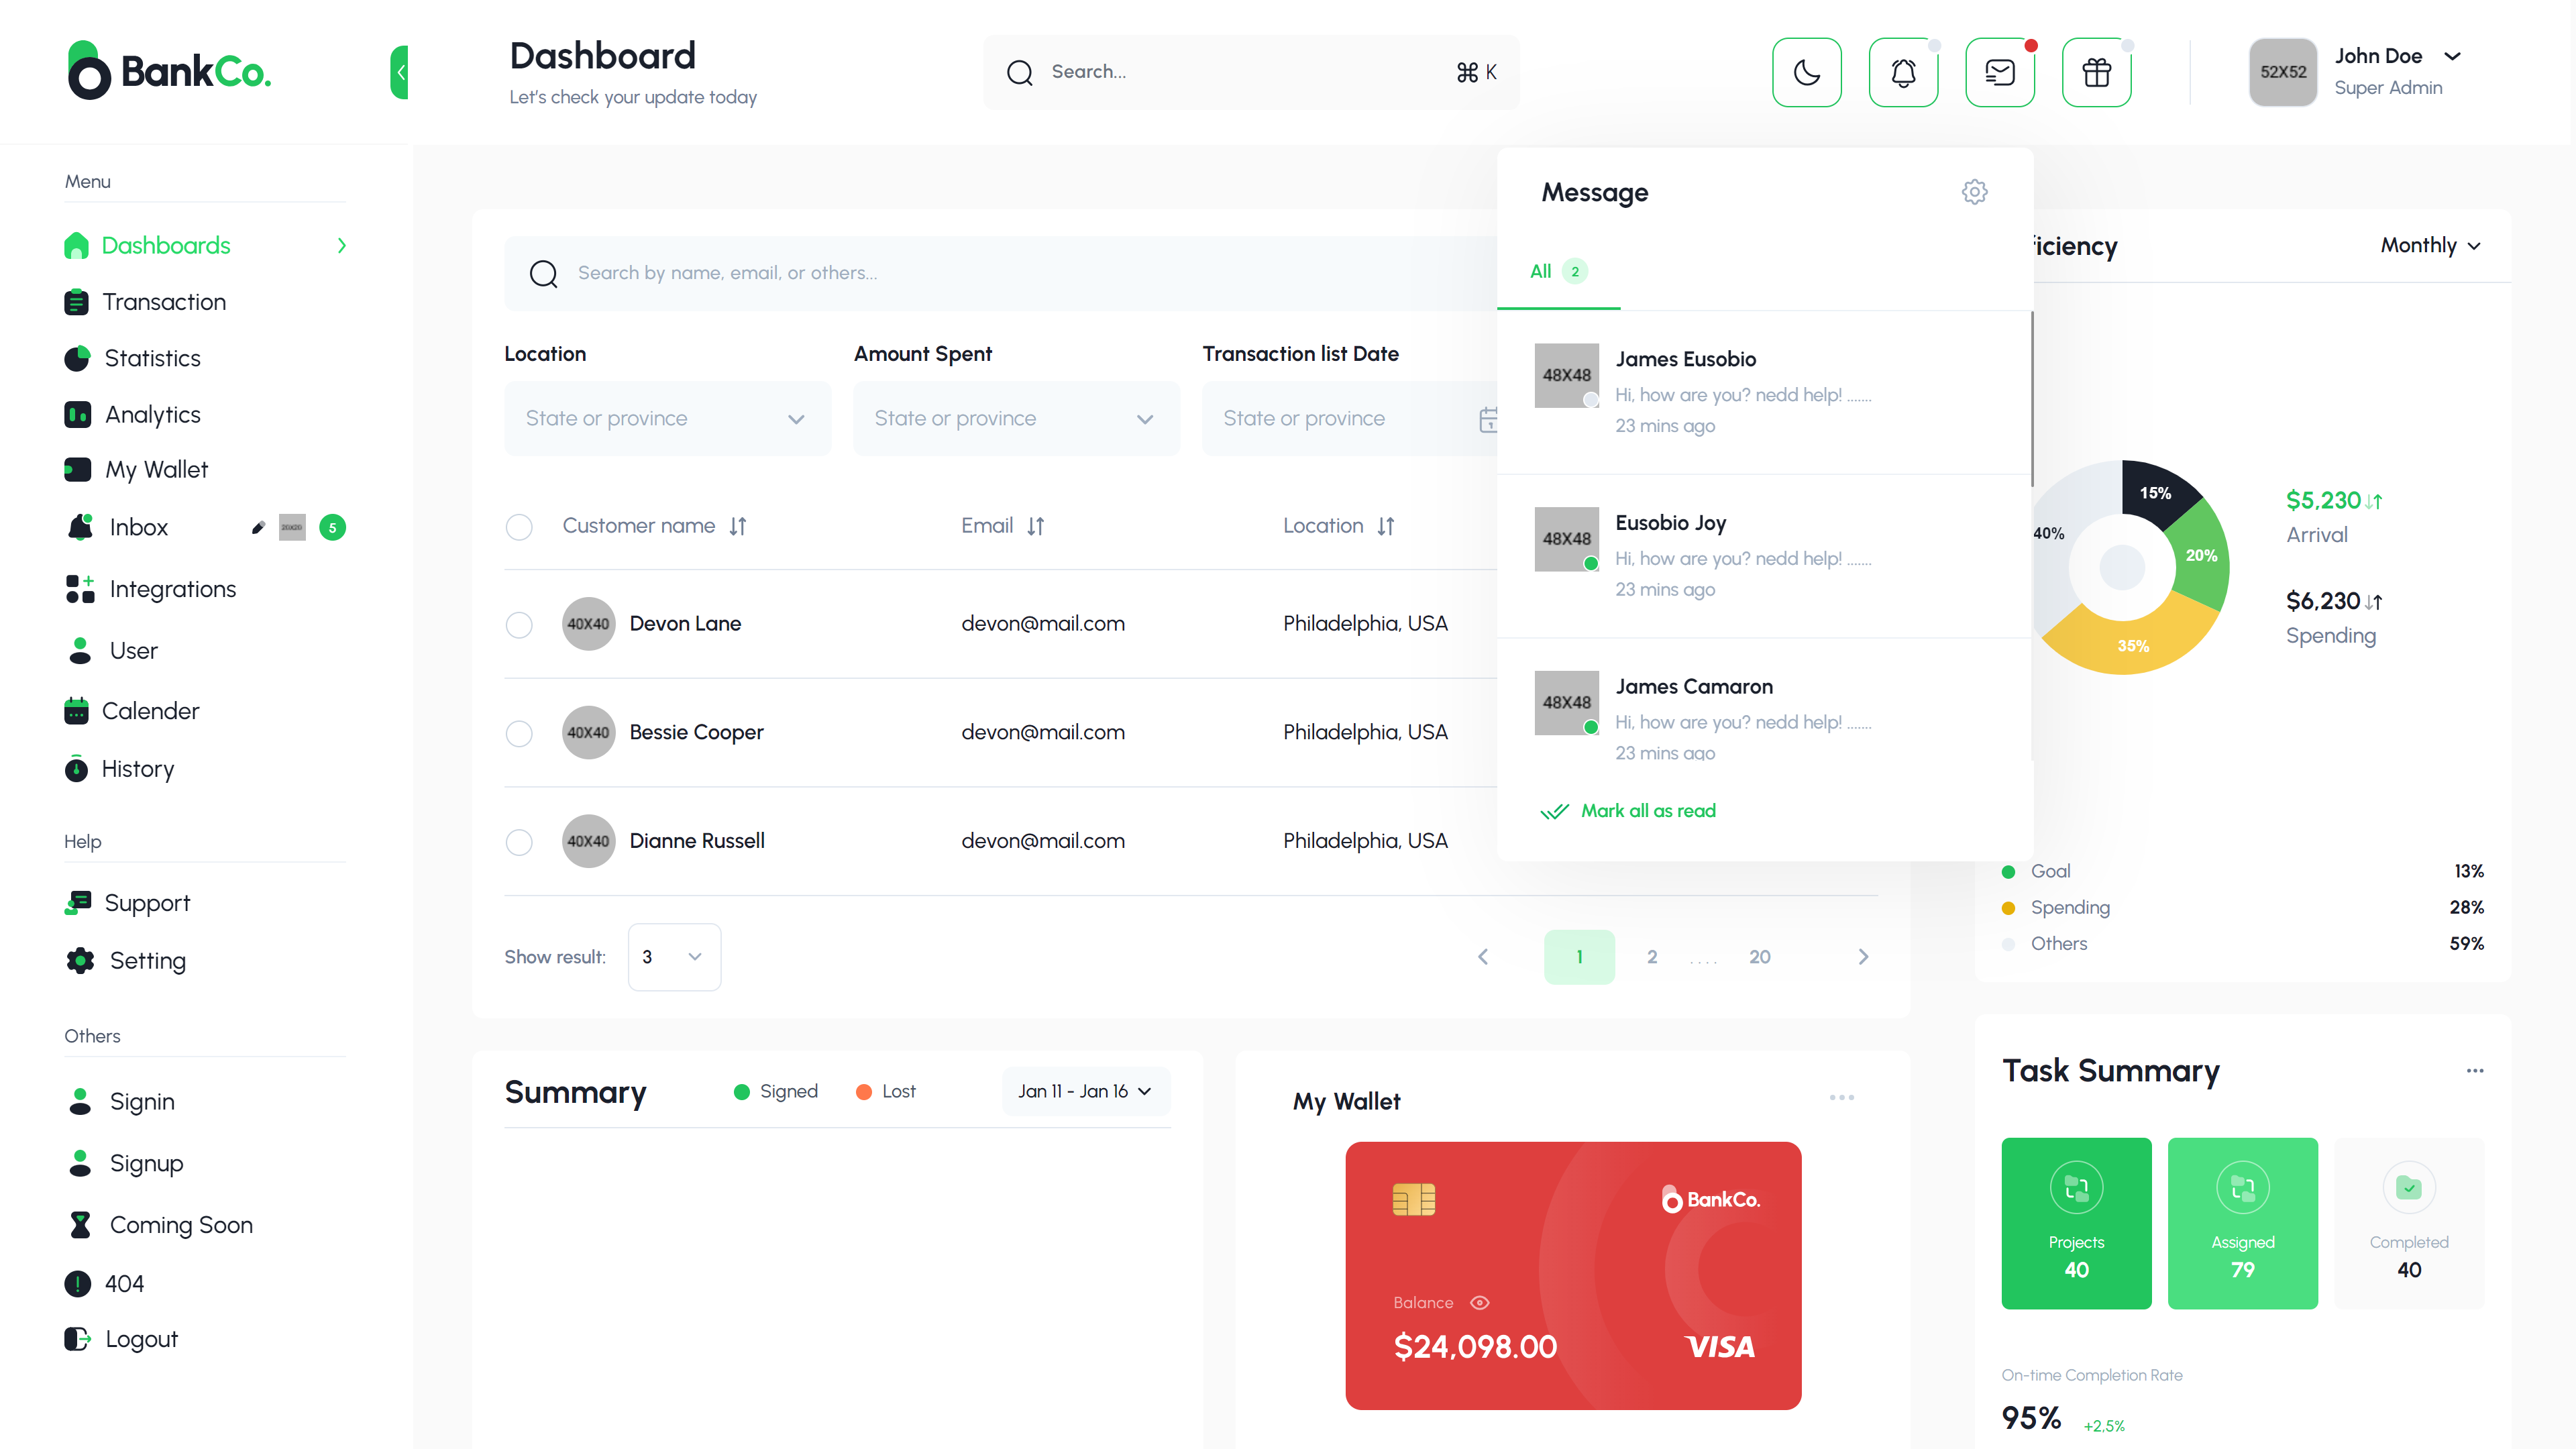 BankCo.
Dashboard
Let's check your update today
Search...
⌘ K
52X52
John Doe
Super Admin
Menu
Dashboards
Transaction
Statistics
Analytics
My Wallet
Inbox
20X20
5
Integrations
User
Calender
History
Help
Support
Setting
Others
Signin
Signup
Coming Soon
404
Logout
Search by name, email, or others...
Location
Amount Spent
Transaction list Date
State or province
State or province
State or province
Customer name
Email
Location
40X40
Devon Lane
devon@mail.com
Philadelphia, USA
40X40
Bessie Cooper
devon@mail.com
Philadelphia, USA
40X40
Dianne Russell
devon@mail.com
Philadelphia, USA
Show result:
3
1
2
....
20
Message
All
2
48X48
James Eusobio
Hi, how are you? nedd help! .......
23 mins ago
48X48
Eusobio Joy
Hi, how are you? nedd help! .......
23 mins ago
48X48
James Camaron
Hi, how are you? nedd help! .......
23 mins ago
Mark all as read
ficiency
Monthly
15%
20%
35%
40%
$5,230
Arrival
$6,230
Spending
Goal
13%
Spending
28%
Others
59%
Summary
Signed
Lost
Jan 11 - Jan 16
My Wallet
BankCo.
Balance
$24,098.00
VISA
Task Summary
Projects
40
Assigned
79
Completed
40
On-time Completion Rate
95%
+2,5%